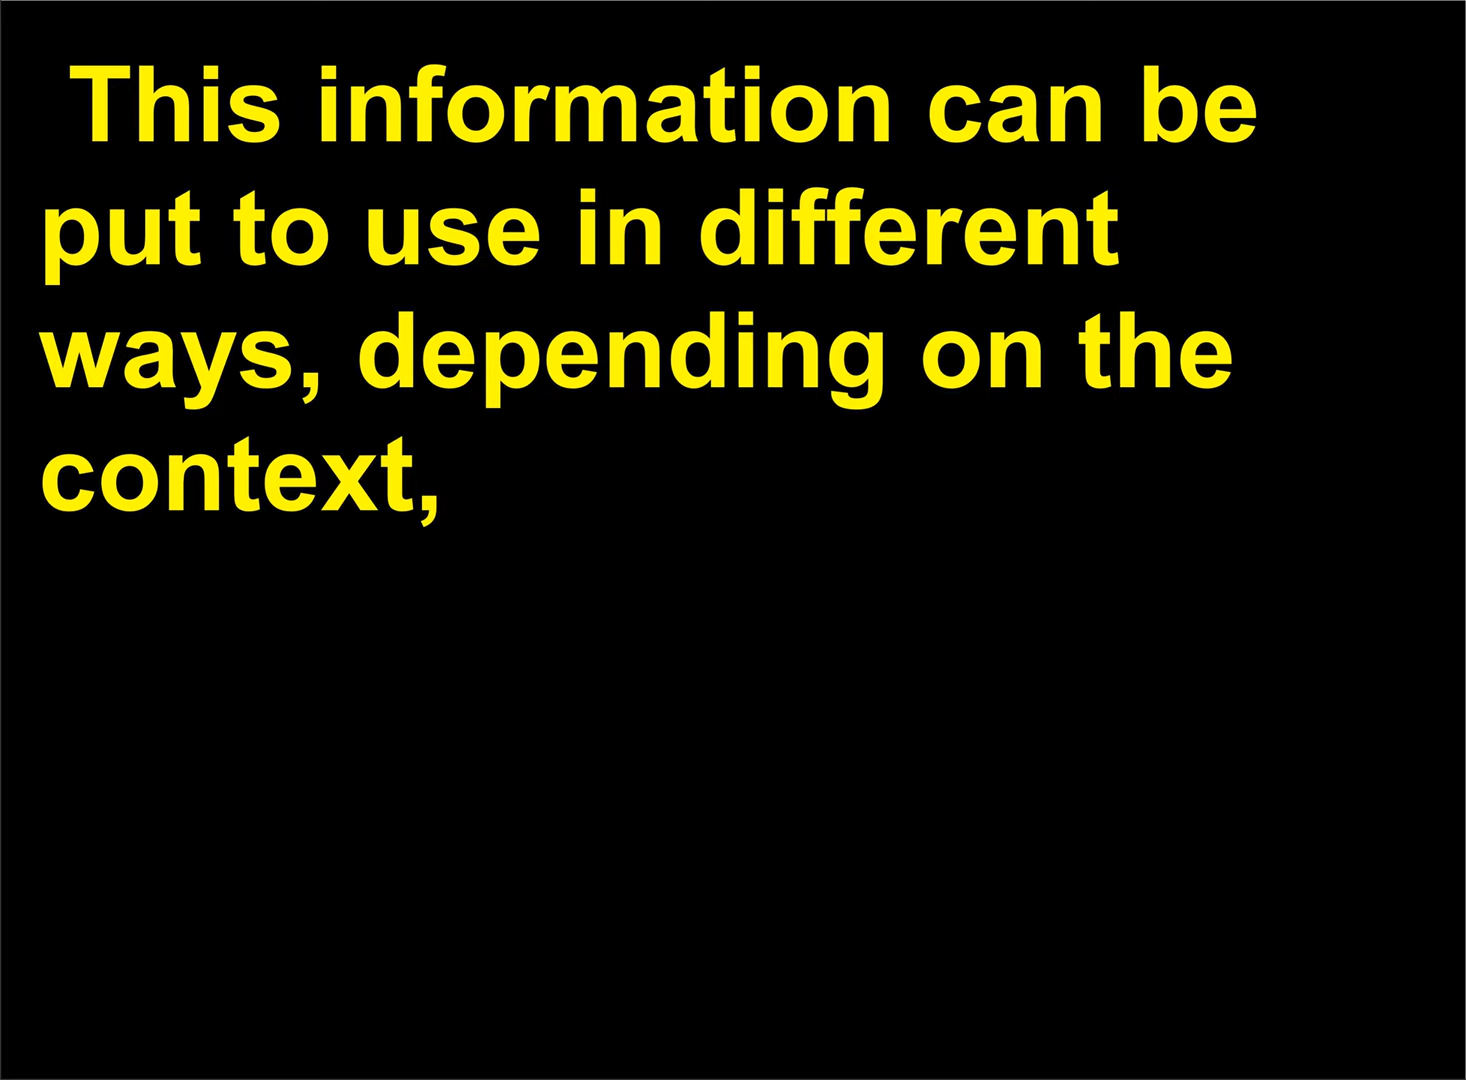 This information can be
put to use in different
ways, depending on the
context,